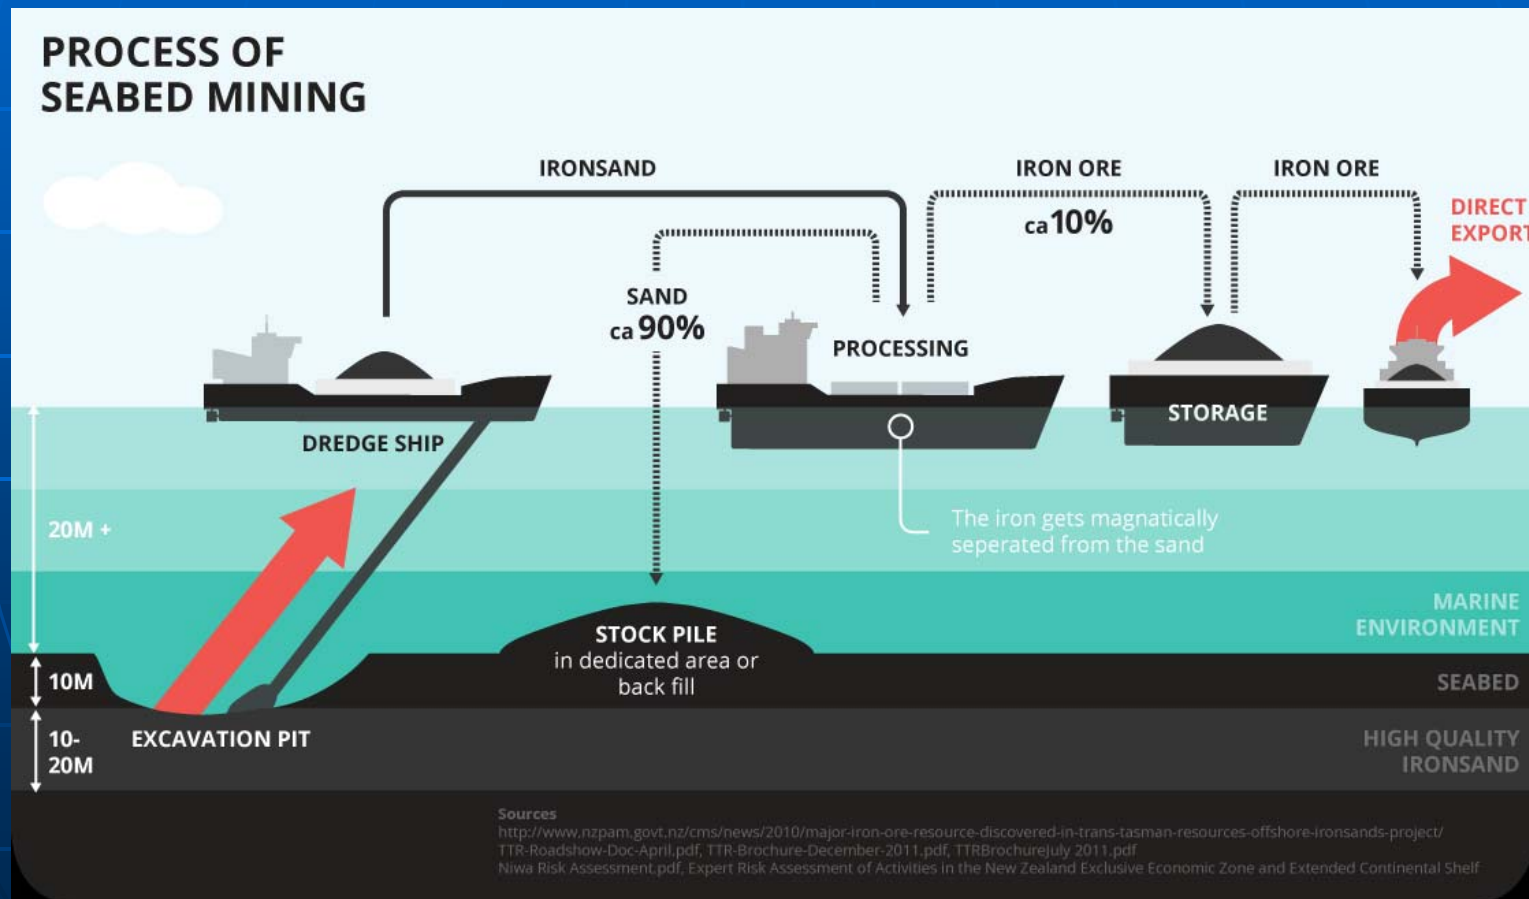 PROCESS OF
SEABED MINING
IRONSAND
IRON ORE
ca 10%
IRON ORE
DIRECT
EXPORT
SAND
ca 90%
PROCESSING
STORAGE
DREDGE SHIP
20M +
The iron gets magnatically
seperated from the sand
MARINE
ENVIRONMENT
STOCK PILE
in dedicated area or
back fill
10M
SEABED
10-
20M
EXCAVATION PIT
HIGH QUALITY
IRONSAND
Sources
http://www.nzpam.govt.nz/cms/news/2010/major-iron-ore-resource-discovered-in-trans-tasman-resources-offshore-ironsands-project/
TTR-Roadshow-Doc-April.pdf, TTR-Brochure-December-2011.pdf, TTRBrochureJuly 2011.pdf
Niwa Risk Assessment.pdf, Expert Risk Assessment of Activities in the New Zealand Exclusive Economic Zone and Extended Continental Shelf